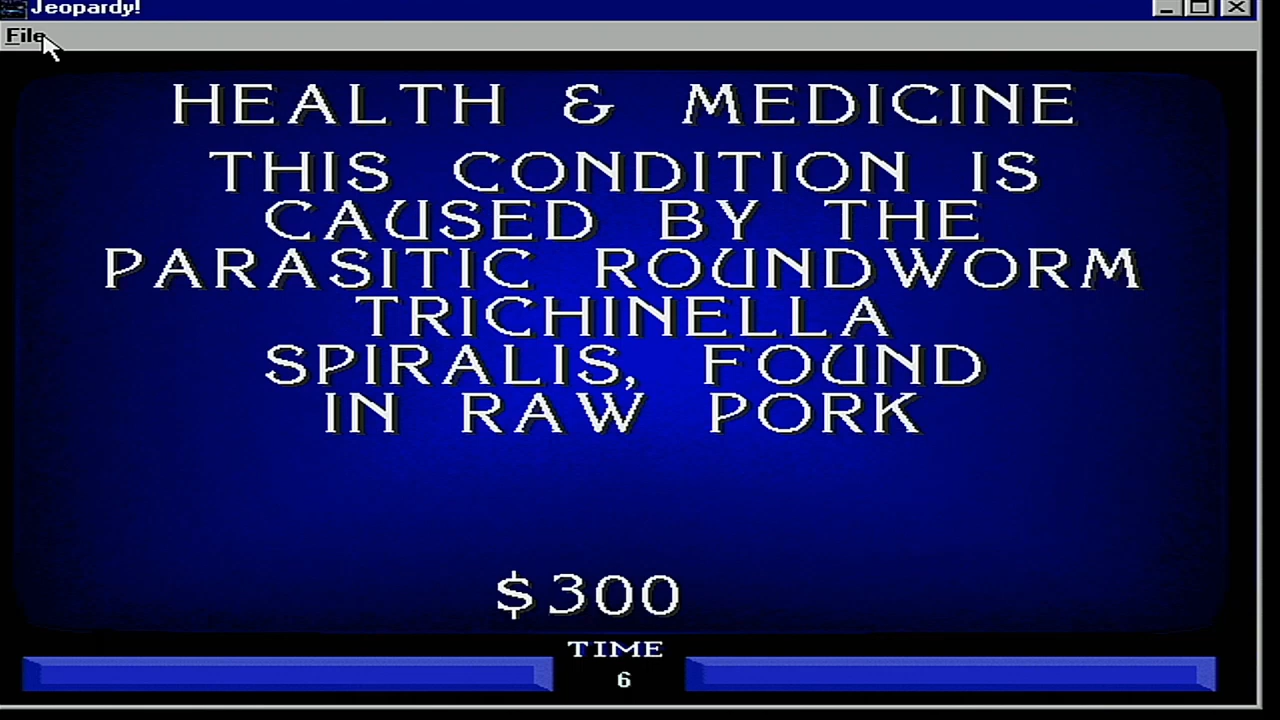 Jeopardy!
File
HEALTH & MEDICINE
THIS CONDITION IS
CAUSED BY THE
PARASITIC ROUNDWORM
TRICHINELLA
SPIRALIS, FOUND
IN RAW PORK
$300
TIME
6